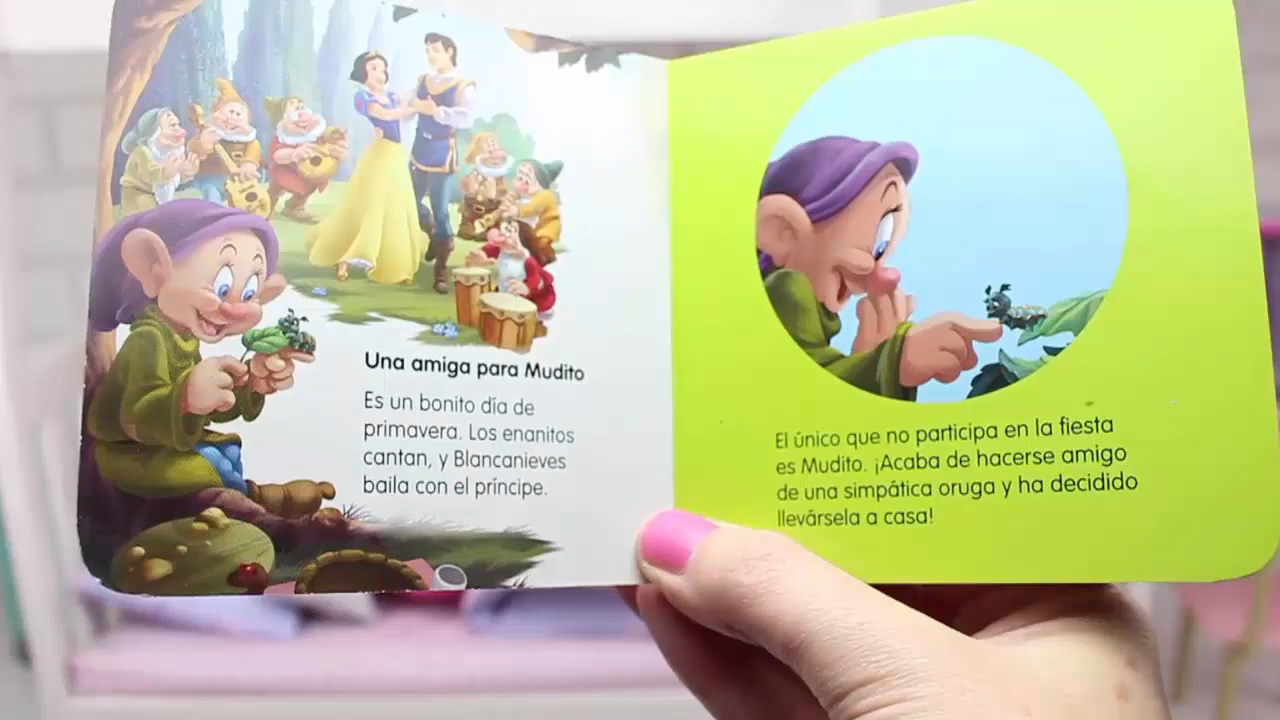 Una amiga para Mudito
Es un bonito día de
primavera. Los enanitos
cantan, y Blancanieves
baila con el príncipe.
El único que no participa en la fiesta
es Mudito. ¡Acaba de hacerse amigo
de una simpática oruga y ha decidido
llevársela a casa!